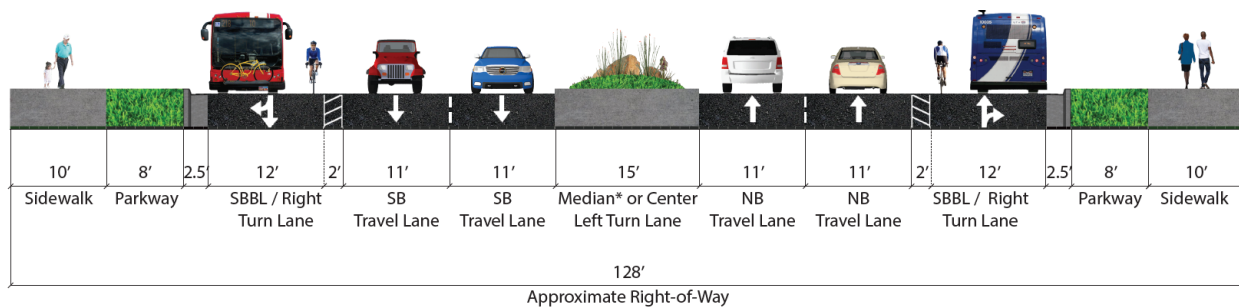 10’ 8’ 2.5’ 12’ 2’ 11’ 11’ 15’ 11’ 11’ 2’ 12’ 2.5’ 8’ 10’
Sidewalk Parkway SBBL / Right SB SB Median* or Center NB NB SBBL / Right Parkway Sidewalk
Turn Lane Travel Lane Travel Lane Left Turn Lane Travel Lane Travel Lane Turn Lane
128’
Approximate Right-of-Way